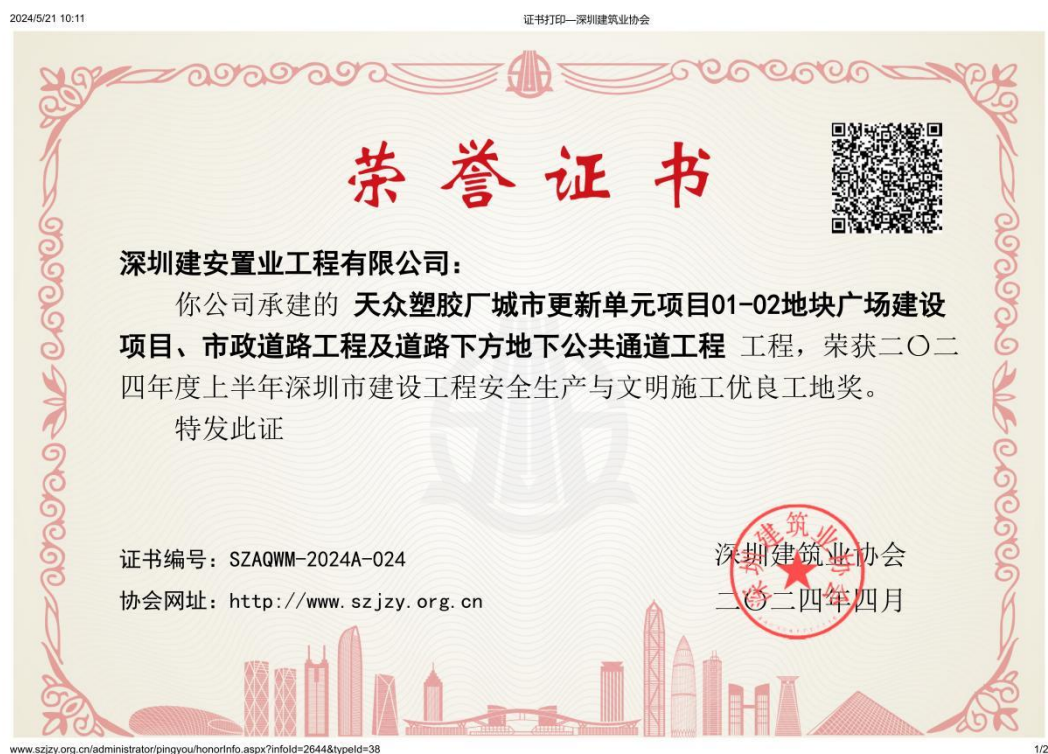 2024/5/21 10:11
证书打印—深圳建筑业协会
荣誉证书
深圳建安置业工程有限公司：
你公司承建的 天众塑胶厂城市更新单元项目01-02地块广场建设
项目、市政道路工程及道路下方地下公共通道工程 工程，荣获二〇二
四年度上半年深圳市建设工程安全生产与文明施工优良工地奖。
特发此证
证书编号：SZAQWM-2024A-024
深圳建筑业协会
协会网址：http://www.szjzy.org.cn
二〇二四年四月
深圳建筑业协会
www.szjzy.org.cn/administrator/pingyou/honorInfo.aspx?infoId=2644&typeId=38
1/2